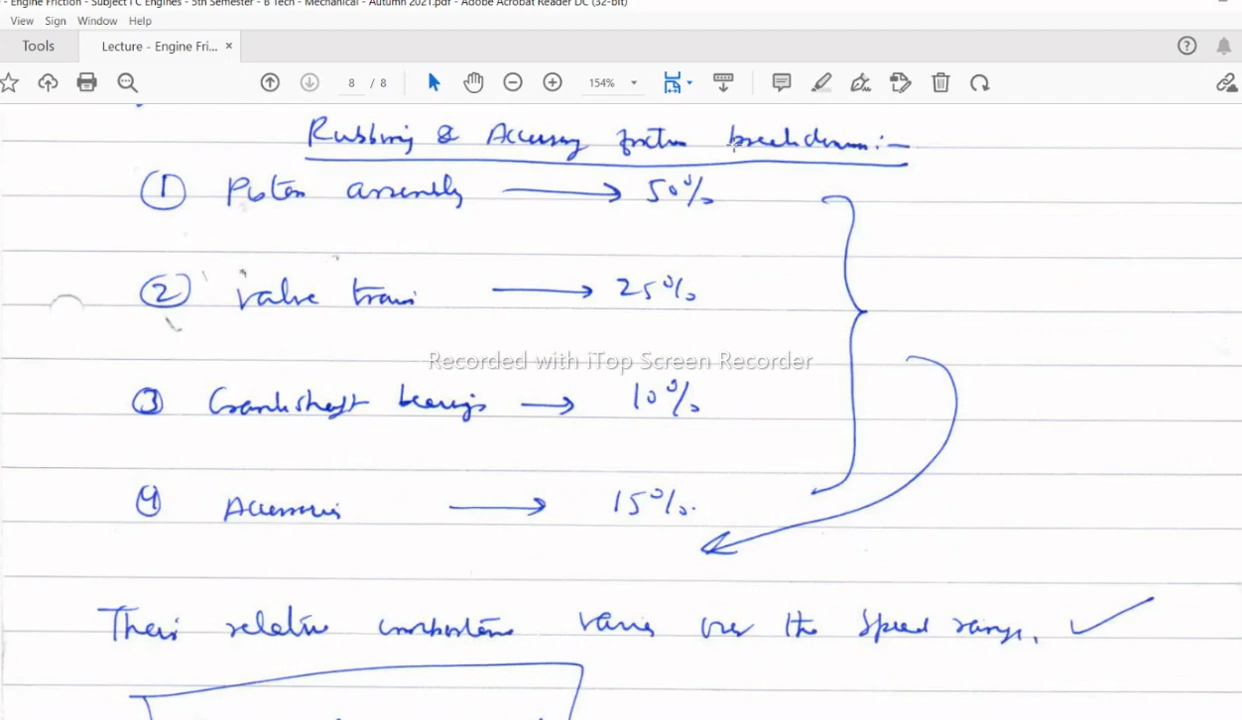 - Engine Friction - Subject I C Engines - 5th Semester - B Tech - Mechanical - Autumn 2021.pdf - Adobe Acrobat Reader DC (32-bit)
View Sign Window Help
Tools Lecture - Engine Fri... ×
8 / 8 154%
Rubbing & Accessory friction breakdown :-
① Piston assembly → 50%
② Valve train → 25%
Recorded with iTop Screen Recorder
③ Crankshaft bearings → 10%
④ Accessories → 15%.
Their relative importance varies over the speed range. ✓